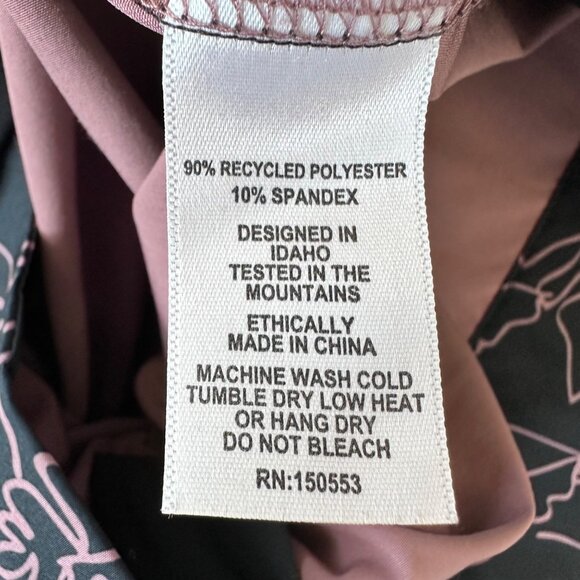 90% RECYCLED POLYESTER
10% SPANDEX
DESIGNED IN
IDAHO
TESTED IN THE
MOUNTAINS
ETHICALLY
MADE IN CHINA
MACHINE WASH COLD
TUMBLE DRY LOW HEAT
OR HANG DRY
DO NOT BLEACH
RN:150553